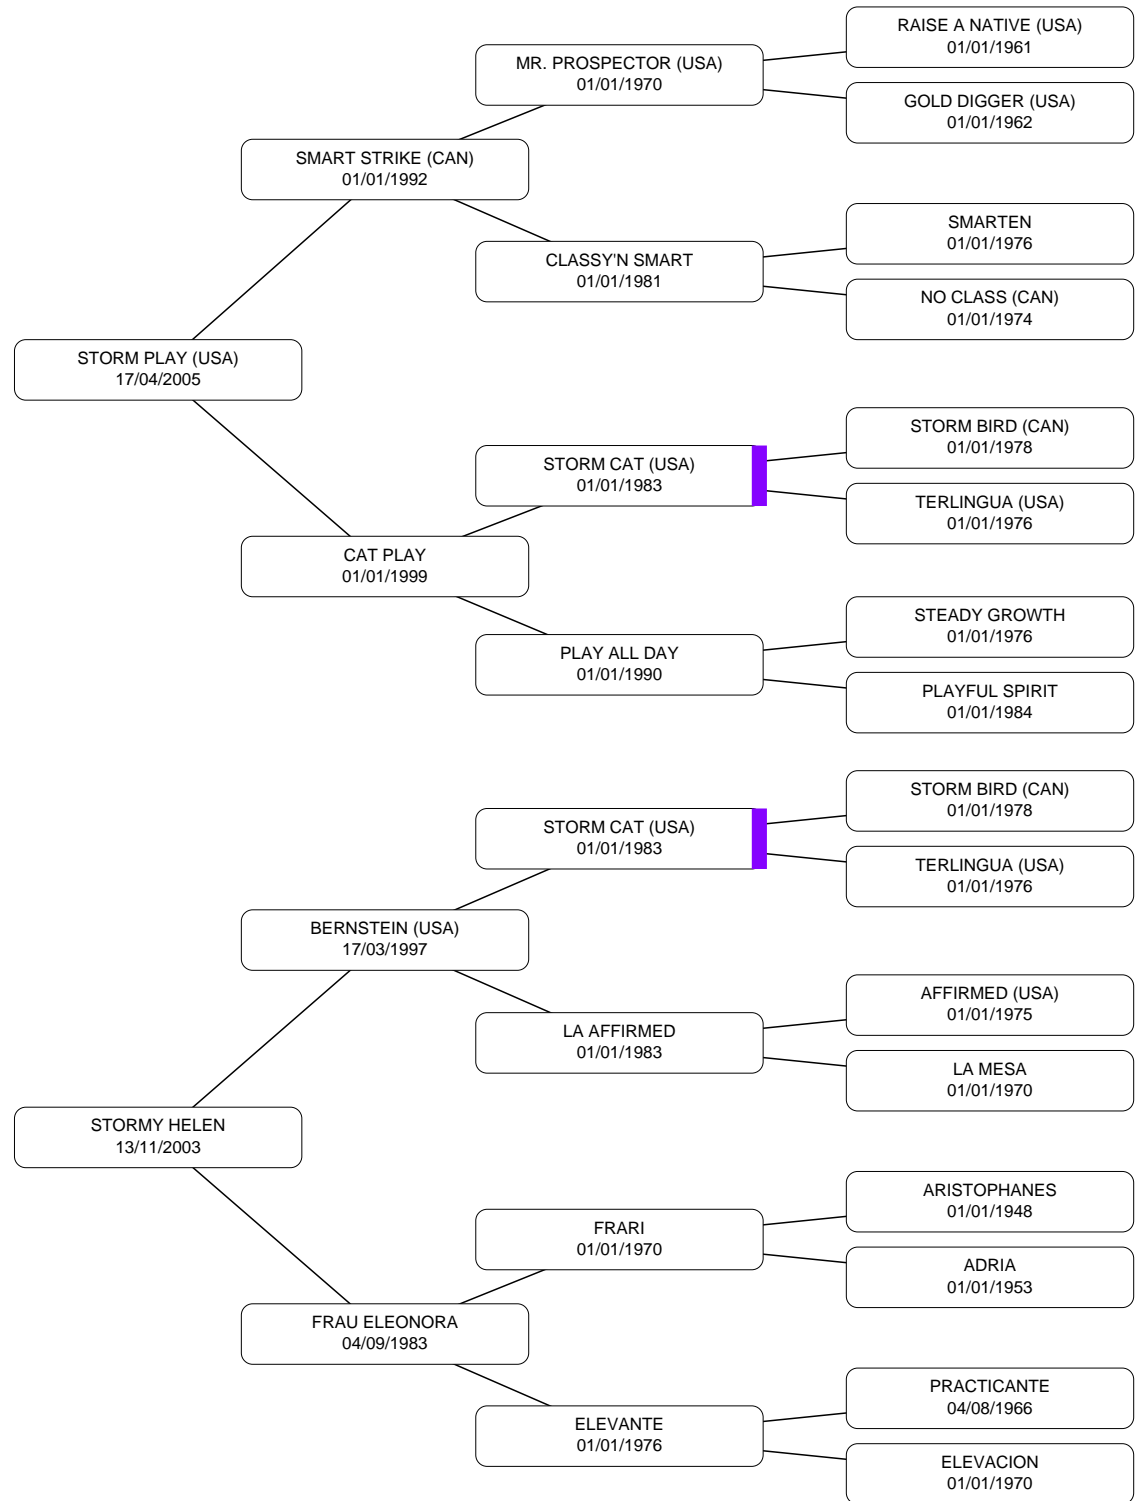 RAISE A NATIVE (USA)
01/01/1961
MR. PROSPECTOR (USA)
01/01/1970
GOLD DIGGER (USA)
01/01/1962
SMART STRIKE (CAN)
01/01/1992
SMARTEN
01/01/1976
CLASSY'N SMART
01/01/1981
NO CLASS (CAN)
01/01/1974
STORM PLAY (USA)
17/04/2005
STORM BIRD (CAN)
01/01/1978
STORM CAT (USA)
01/01/1983
TERLINGUA (USA)
01/01/1976
CAT PLAY
01/01/1999
STEADY GROWTH
01/01/1976
PLAY ALL DAY
01/01/1990
PLAYFUL SPIRIT
01/01/1984
STORM BIRD (CAN)
01/01/1978
STORM CAT (USA)
01/01/1983
TERLINGUA (USA)
01/01/1976
BERNSTEIN (USA)
17/03/1997
AFFIRMED (USA)
01/01/1975
LA AFFIRMED
01/01/1983
LA MESA
01/01/1970
STORMY HELEN
13/11/2003
ARISTOPHANES
01/01/1948
FRARI
01/01/1970
ADRIA
01/01/1953
FRAU ELEONORA
04/09/1983
PRACTICANTE
04/08/1966
ELEVANTE
01/01/1976
ELEVACION
01/01/1970